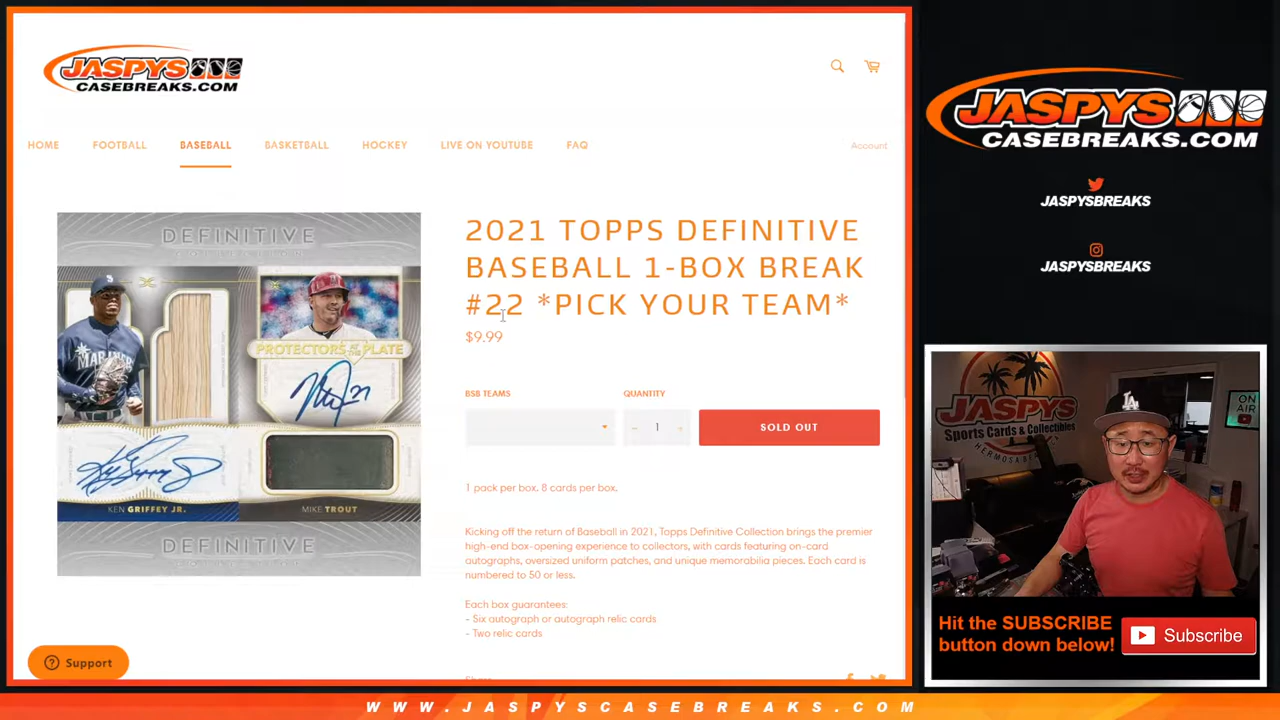 JASPYS
CASEBREAKS.COM
HOME
FOOTBALL
BASEBALL
BASKETBALL
HOCKEY
LIVE ON YOUTUBE
FAQ
Account
DEFINITIVE
PROTECTORS AT THE PLATE
MARINERS
KEN GRIFFEY JR.
MIKE TROUT
DEFINITIVE
2021 TOPPS DEFINITIVE
BASEBALL 1-BOX BREAK
#22 *PICK YOUR TEAM*
$9.99
BSB TEAMS
QUANTITY
1
SOLD OUT
1 pack per box. 8 cards per box.
Kicking off the return of Baseball in 2021, Topps Definitive Collection brings the premier
high-end box-opening experience to collectors, with cards featuring on-card
autographs, oversized uniform patches, and unique memorabilia pieces. Each card is
numbered to 50 or less.
Each box guarantees:
- Six autograph or autograph relic cards
- Two relic cards
Support
JASPYS
CASEBREAKS.COM
JASPYSBREAKS
JASPYSBREAKS
JASPYS
Sports Cards & Collectibles
HERMOSA BEACH
LA
ON
AIR
Hit the SUBSCRIBE
button down below!
Subscribe
WWW.JASPYSCASEBREAKS.COM